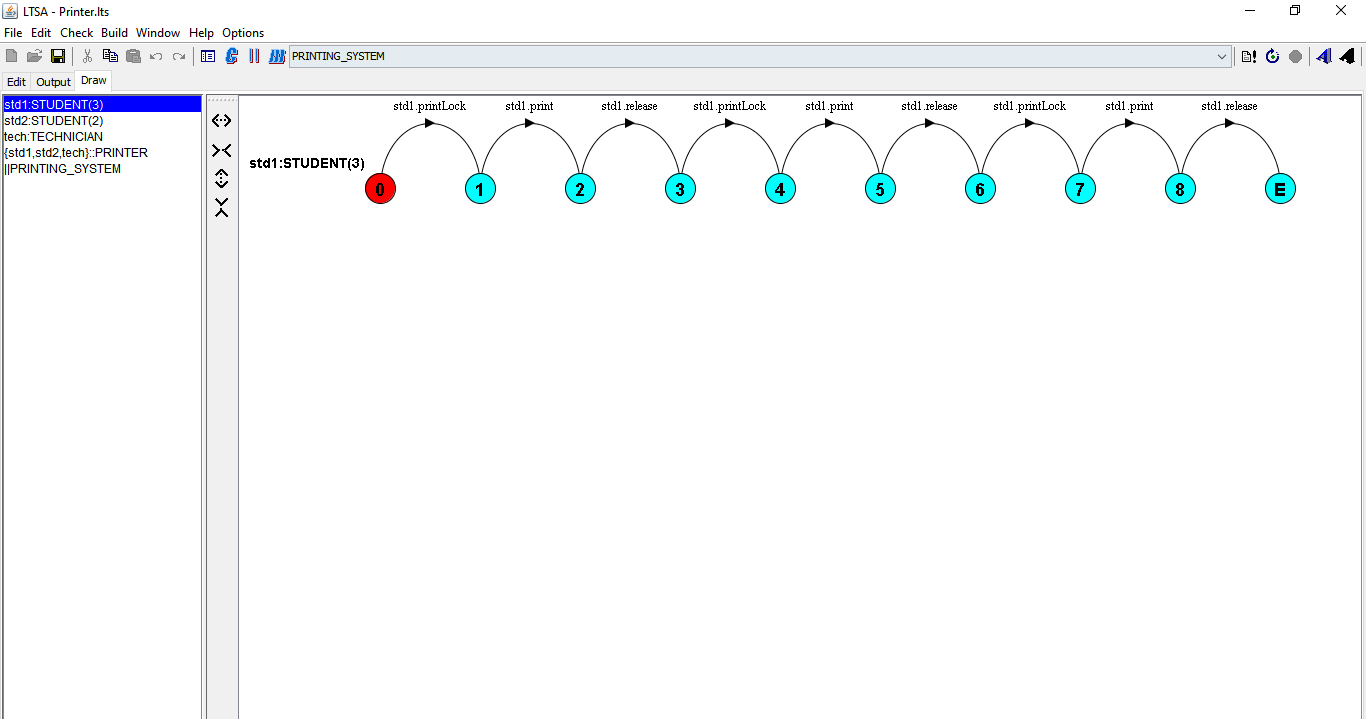 LTSA - Printer.lts
File Edit Check Build Window Help Options
PRINTING_SYSTEM
Edit Output Draw
std1:STUDENT(3)
std2:STUDENT(2)
tech:TECHNICIAN
{std1,std2,tech}::PRINTER
||PRINTING_SYSTEM
std1.printLock std1.print std1.release std1.printLock std1.print std1.release std1.printLock std1.print std1.release
std1:STUDENT(3)
0 1 2 3 4 5 6 7 8 E